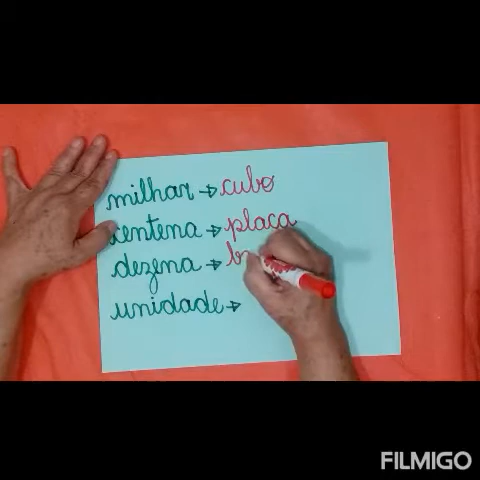 milhar → cubo
centena → placa
dezena → b
unidade →
FILMIGO